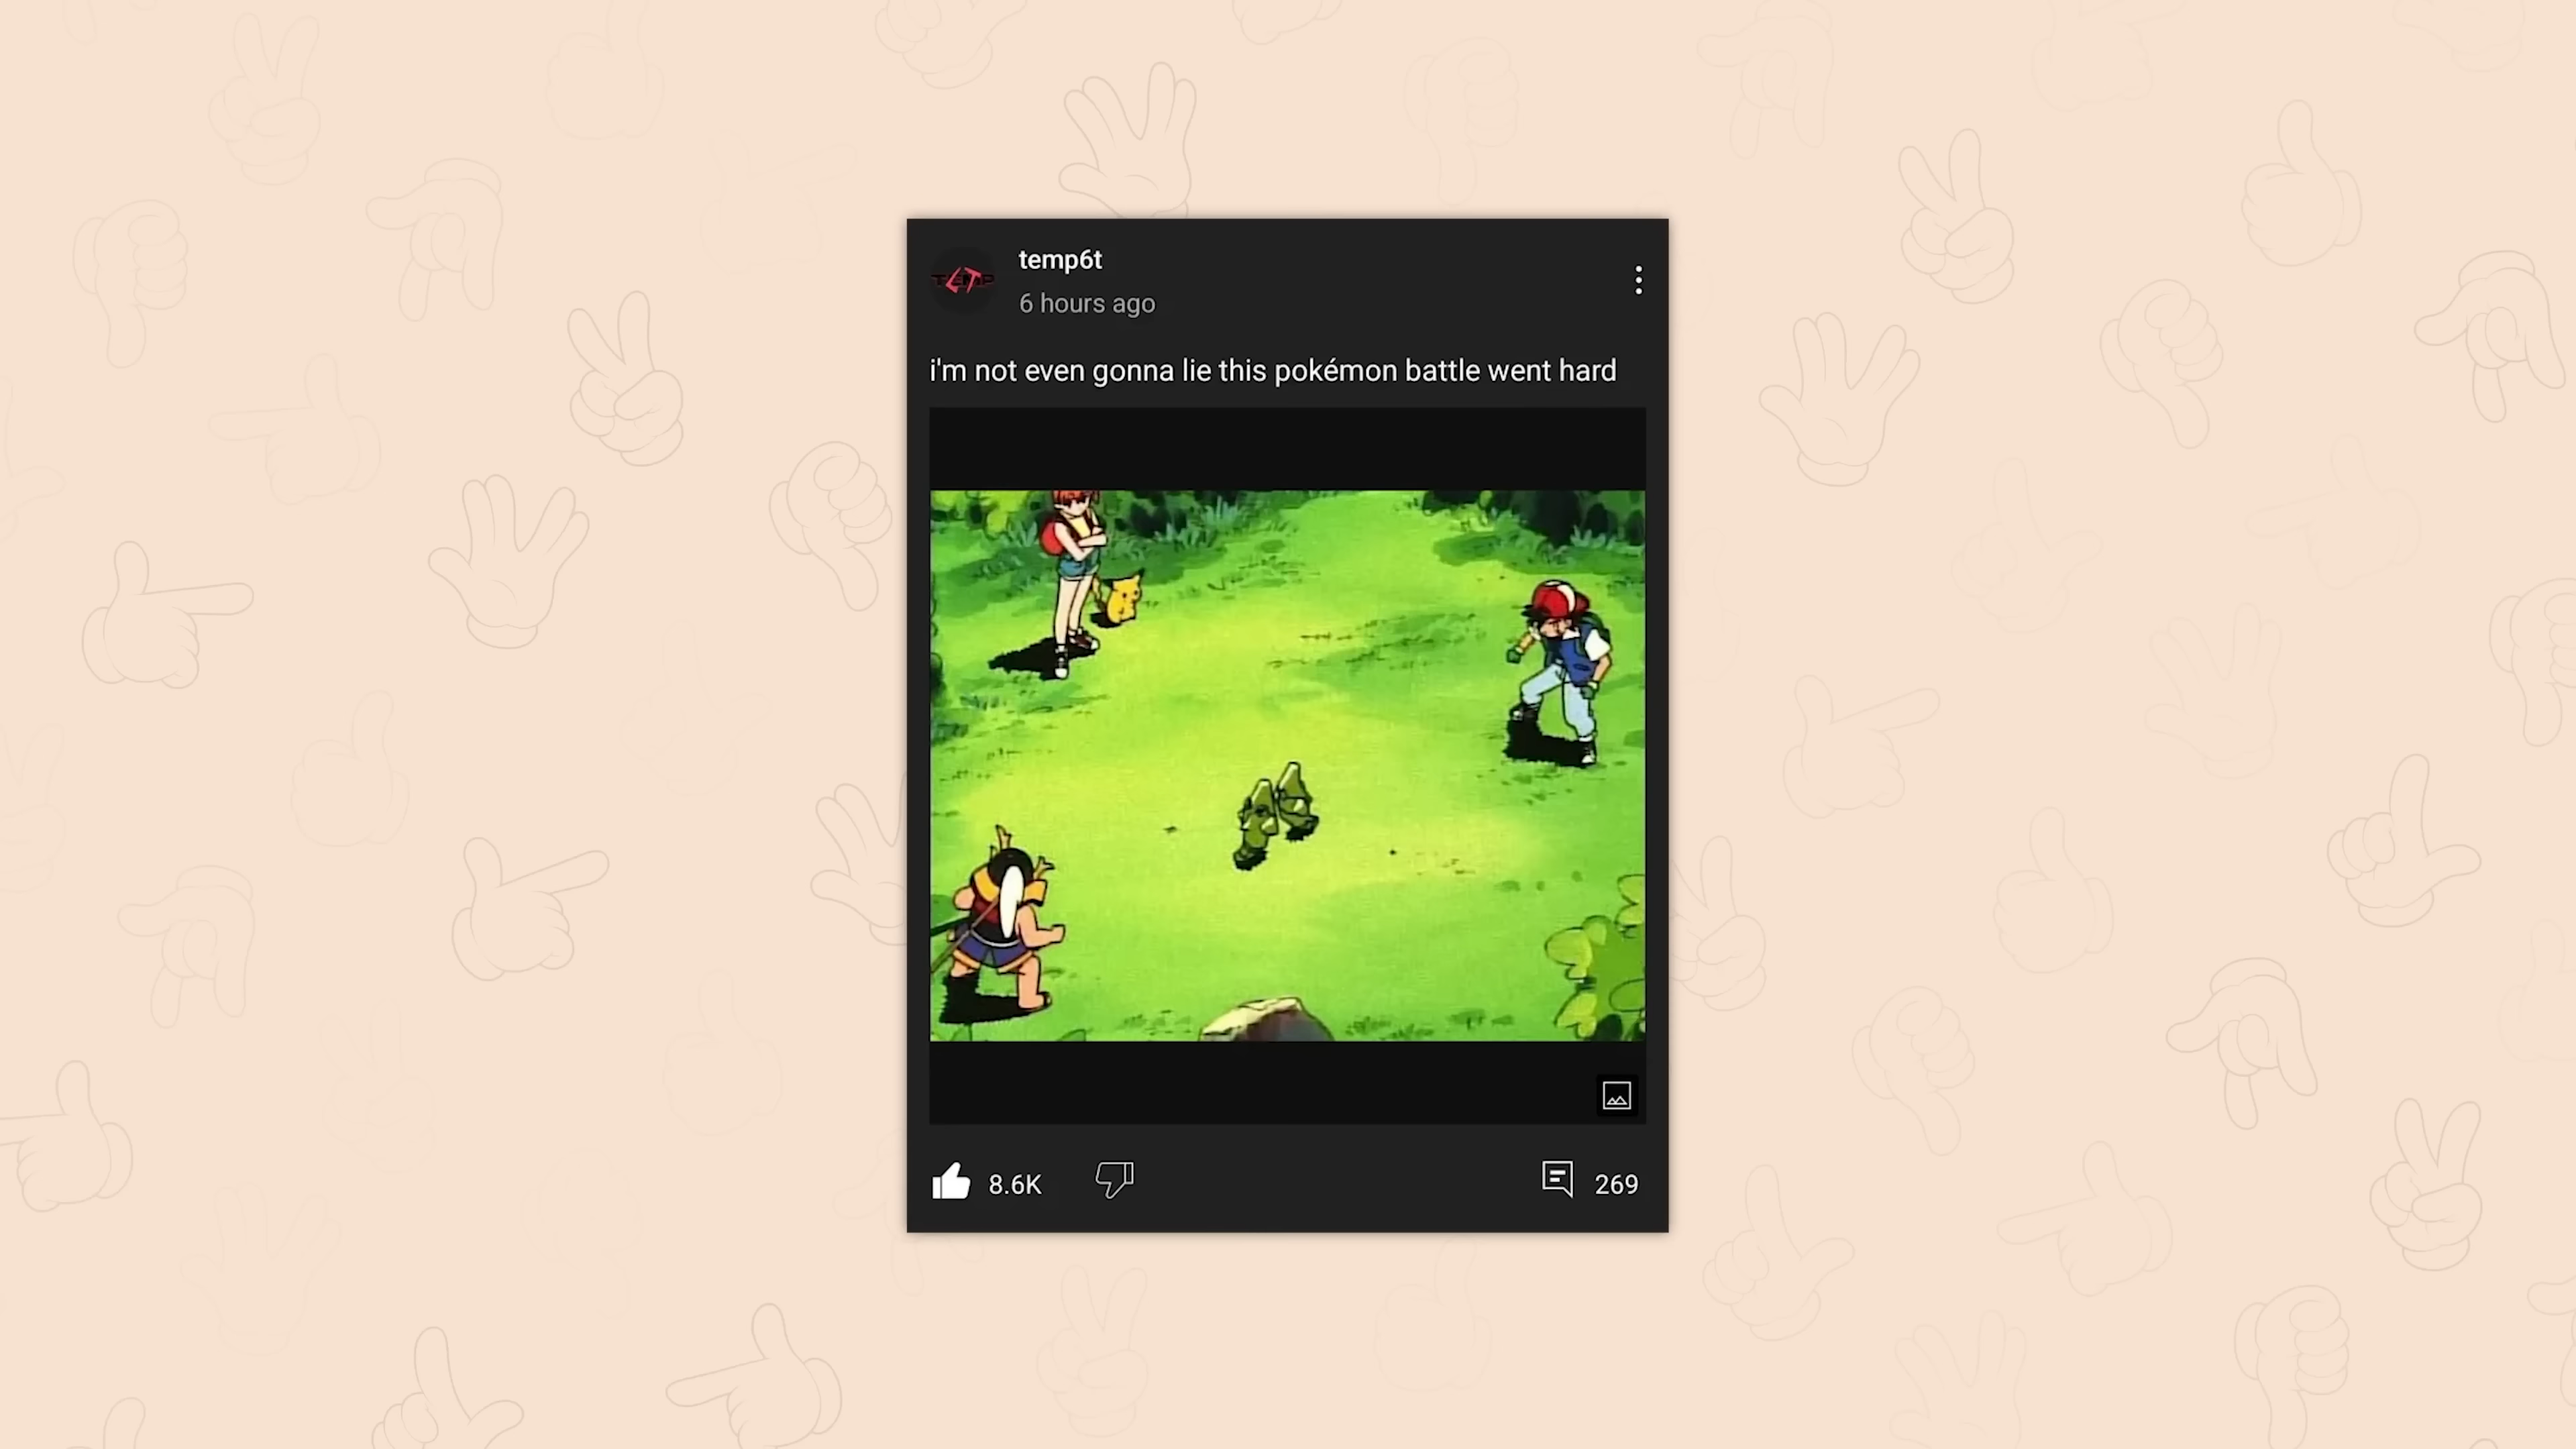 temp6t
6 hours ago
i'm not even gonna lie this pokémon battle went hard
8.6K
269